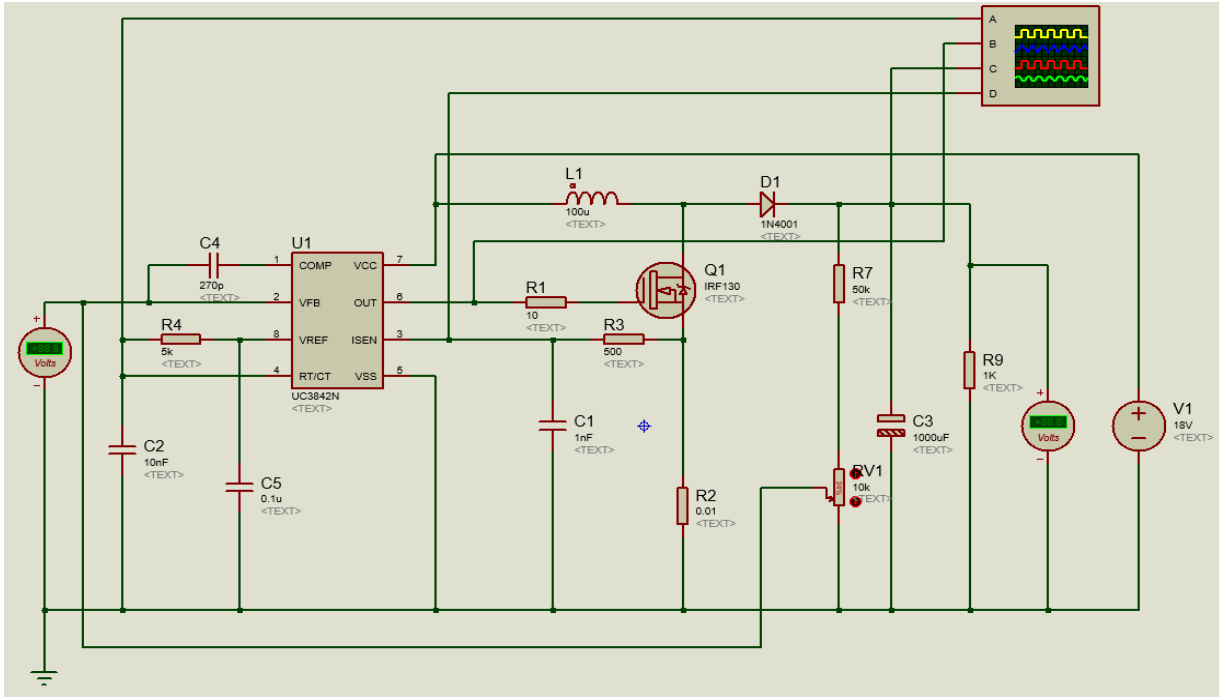 A
B
C
D
L1
100u
<TEXT>
D1
1N4001
<TEXT>
C4
270p
<TEXT>
U1
1 COMP VCC 7
2 VFB OUT 6
8 VREF ISEN 3
4 RT/CT VSS 5
UC3842N
<TEXT>
R1
10
<TEXT>
Q1
IRF130
<TEXT>
R7
50k
<TEXT>
R4
5k
<TEXT>
R3
500
<TEXT>
+
Volts
−
R9
1K
<TEXT>
C2
10nF
<TEXT>
C5
0.1u
<TEXT>
C1
1nF
<TEXT>
C3
1000uF
<TEXT>
+
Volts
−
V1
18V
<TEXT>
R2
0.01
<TEXT>
RV1
10k
<TEXT>